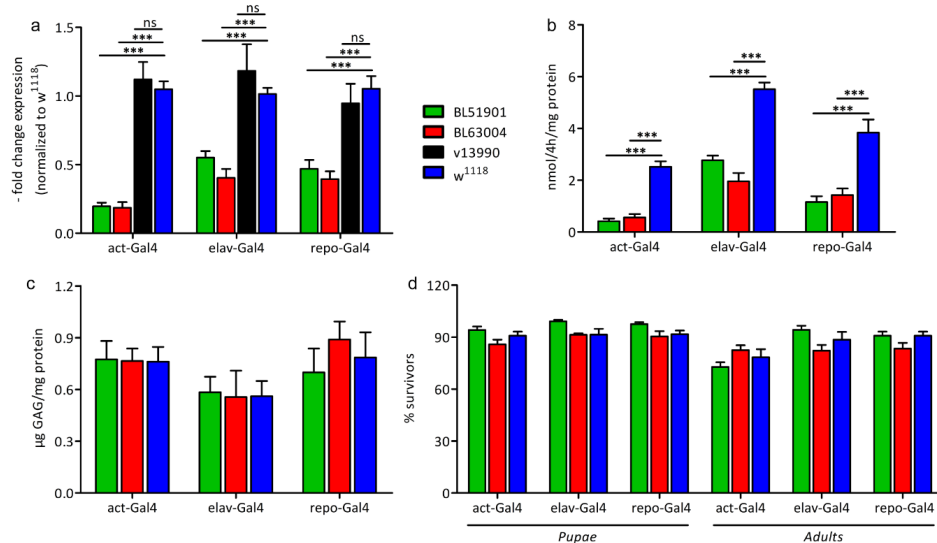 a
- fold change expression
(normalized to w1118)
1.5
1.0
0.5
0.0
ns
***
***
ns
***
***
ns
***
***
act-Gal4 elav-Gal4 repo-Gal4
BL51901
BL63004
v13990
w1118
b
nmol/4h/mg protein
8
6
4
2
0
***
***
***
***
***
***
act-Gal4 elav-Gal4 repo-Gal4
c
µg GAG/mg protein
1.2
0.9
0.6
0.3
0.0
act-Gal4 elav-Gal4 repo-Gal4
d
% survivors
120
90
60
30
0
act-Gal4 elav-Gal4 repo-Gal4 act-Gal4 elav-Gal4 repo-Gal4
Pupae Adults